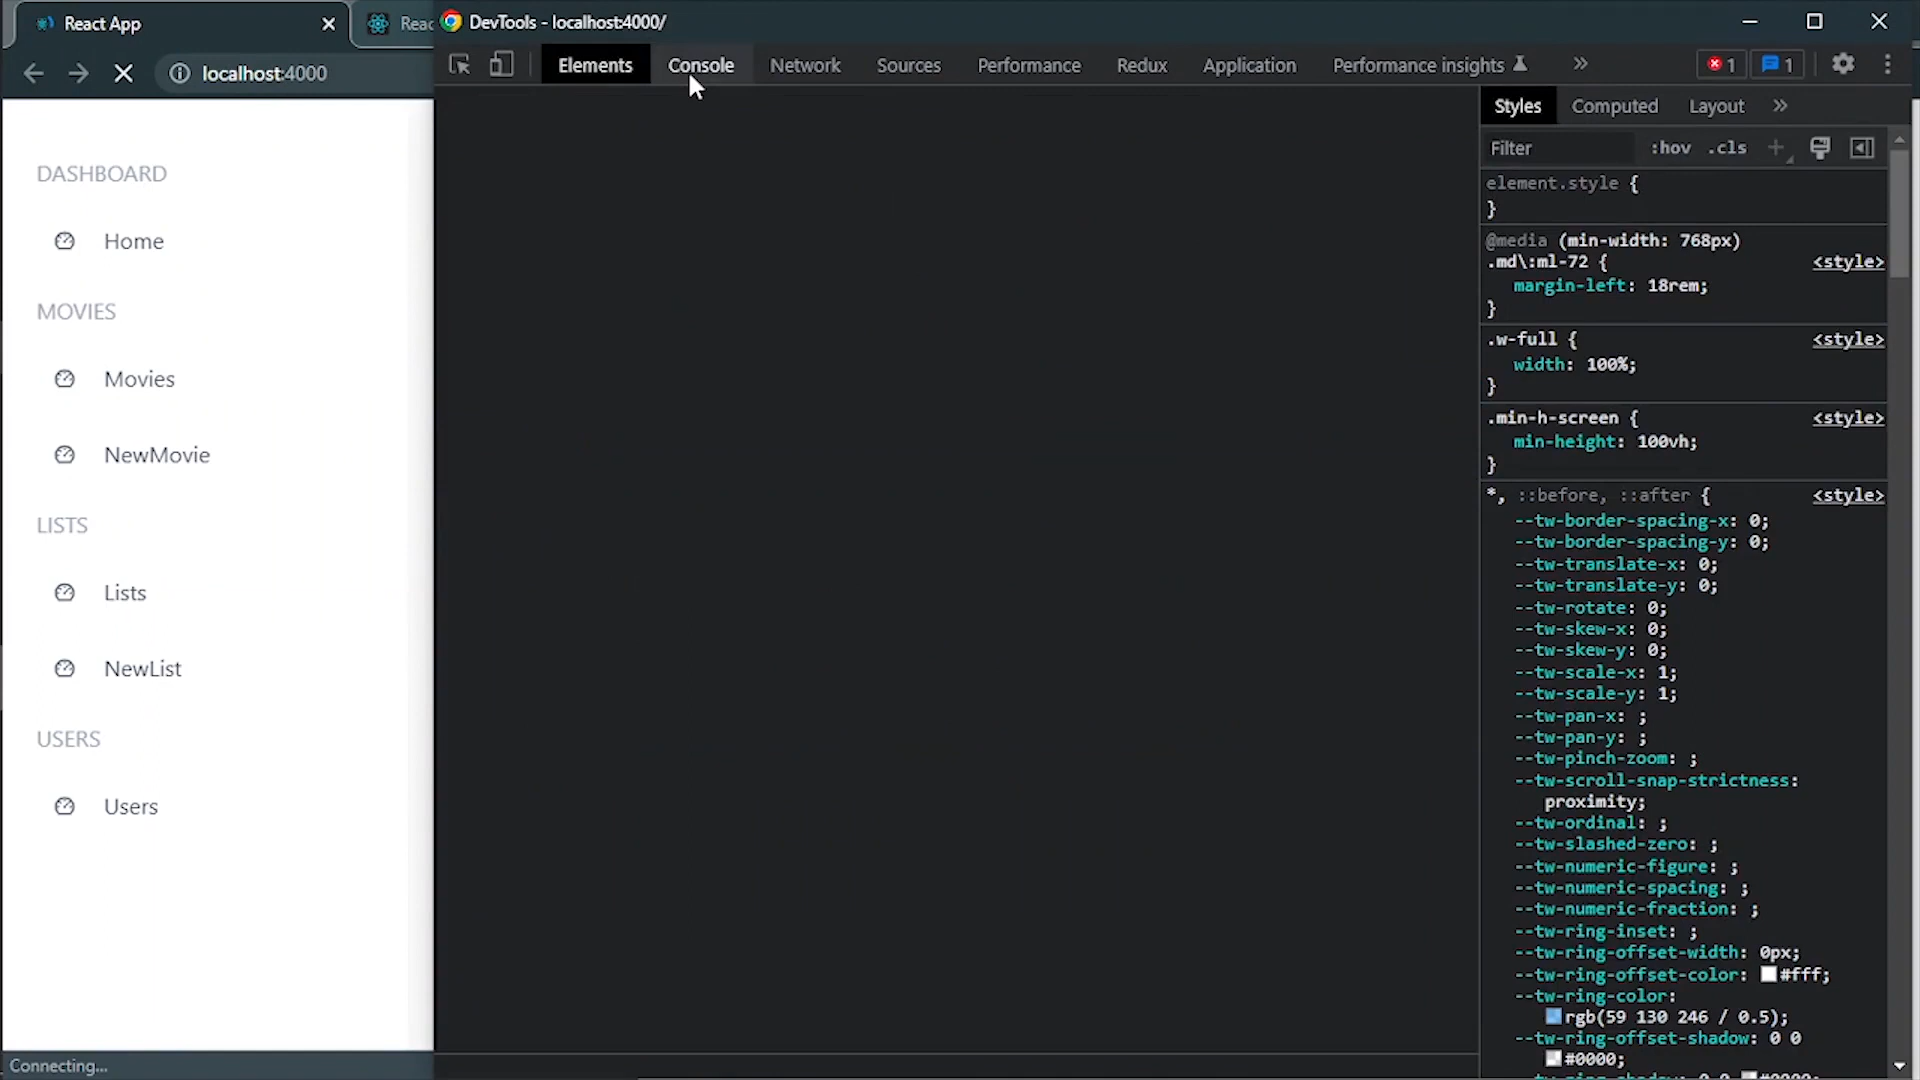 React App
Reac
DevTools - localhost:4000/
localhost:4000
Elements
Console
Network
Sources
Performance
Redux
Application
Performance insights
1
1
DASHBOARD
Home
MOVIES
Movies
NewMovie
LISTS
Lists
NewList
USERS
Users
Connecting...
Styles
Computed
Layout
Filter
:hov
.cls
element.style {
}
@media (min-width: 768px)
.md\:ml-72 {
<style>
margin-left: 18rem;
}
.w-full {
<style>
width: 100%;
}
.min-h-screen {
<style>
min-height: 100vh;
}
*, ::before, ::after {
<style>
--tw-border-spacing-x: 0;
--tw-border-spacing-y: 0;
--tw-translate-x: 0;
--tw-translate-y: 0;
--tw-rotate: 0;
--tw-skew-x: 0;
--tw-skew-y: 0;
--tw-scale-x: 1;
--tw-scale-y: 1;
--tw-pan-x: ;
--tw-pan-y: ;
--tw-pinch-zoom: ;
--tw-scroll-snap-strictness:
proximity;
--tw-ordinal: ;
--tw-slashed-zero: ;
--tw-numeric-figure: ;
--tw-numeric-spacing: ;
--tw-numeric-fraction: ;
--tw-ring-inset: ;
--tw-ring-offset-width: 0px;
--tw-ring-offset-color: #fff;
--tw-ring-color:
rgb(59 130 246 / 0.5);
--tw-ring-offset-shadow: 0 0
#0000;